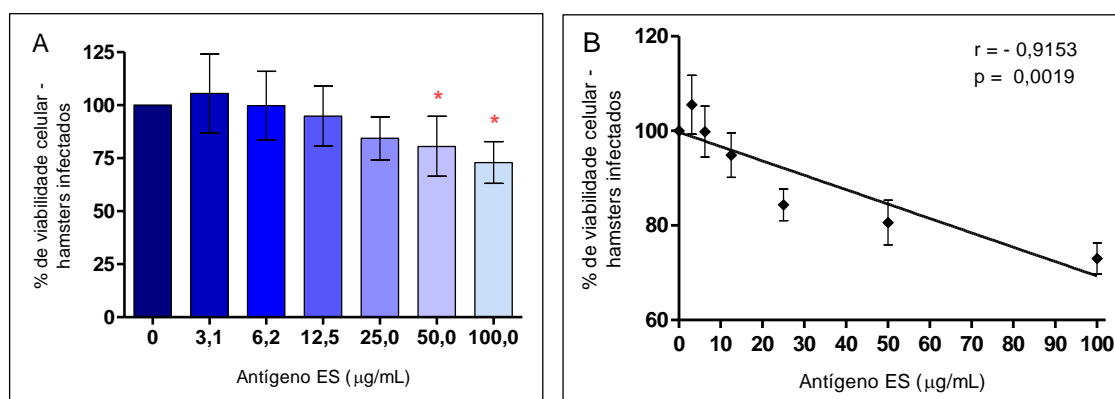 A
% de viabilidade celular -
hamsters infectados
125
100
75
50
25
0
*
*
0 3,1 6,2 12,5 25,0 50,0 100,0
Antígeno ES (µg/mL)
B
r = - 0,9153
p = 0,0019
% de viabilidade celular -
hamsters infectados
120
100
80
60
0 10 20 30 40 50 60 70 80 90 100
Antígeno ES (µg/mL)